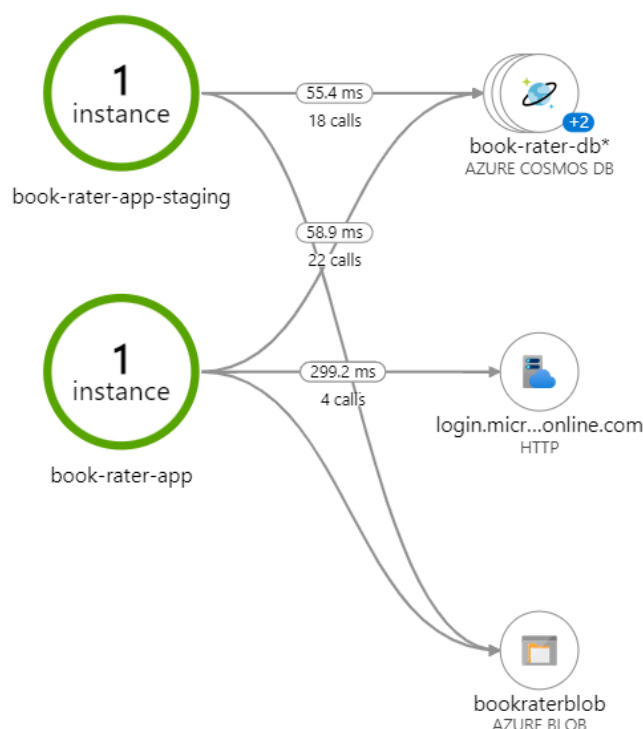 1
instance
book-rater-app-staging
55.4 ms
18 calls
+2
book-rater-db*
AZURE COSMOS DB
58.9 ms
22 calls
1
instance
book-rater-app
299.2 ms
4 calls
login.micr...online.com
HTTP
bookraterblob
AZURE BLOB